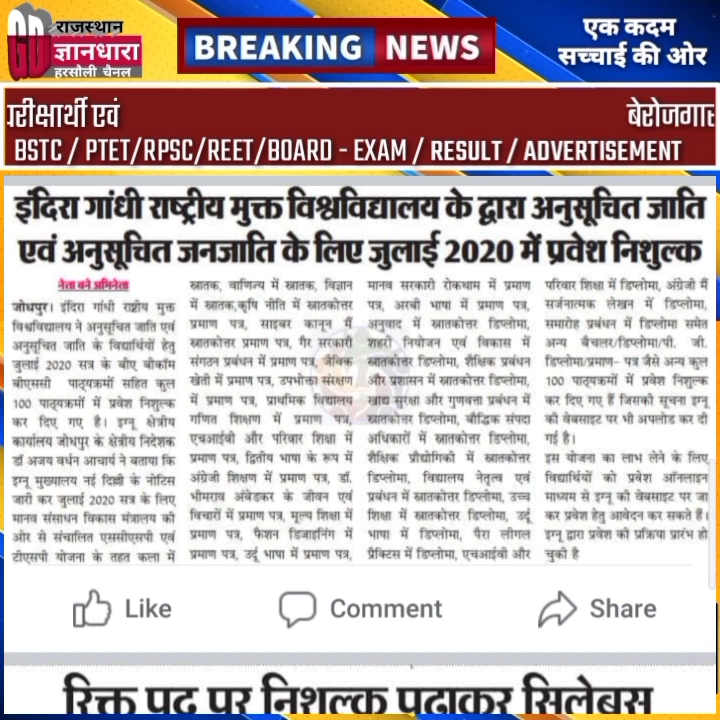 GD
राजस्थान
ज्ञानधारा
हरसौली चैनल
BREAKING NEWS
एक कदम
सच्चाई की ओर
परीक्षार्थी एवं
बेरोजगार
BSTC / PTET/RPSC/REET/BOARD - EXAM / RESULT / ADVERTISEMENT
इंदिरा गांधी राष्ट्रीय मुक्त विश्वविद्यालय के द्वारा अनुसूचित जाति
एवं अनुसूचित जनजाति के लिए जुलाई 2020 में प्रवेश निशुल्क
नेता बने अभिनेता
जोधपुर। इंदिरा गांधी राष्ट्रीय मुक्त
विश्वविद्यालय ने अनुसूचित जाति एवं
अनुसूचित जाति के विद्यार्थियों हेतु
जुलाई 2020 सत्र के बीए बीकॉम
बीएससी पाठ्यक्रमों सहित कुल
100 पाठ्यक्रमों में प्रवेश निशुल्क
कर दिए गए है। इग्नू क्षेत्रीय
कार्यालय जोधपुर के क्षेत्रीय निदेशक
डॉ अजय वर्धन आचार्य ने बताया कि
इग्नू मुख्यालय नई दिल्ली के नोटिस
जारी कर जुलाई 2020 सत्र के लिए
मानव संसाधन विकास मंत्रालय की
ओर से संचालित एससीएसपी एवं
टीएसपी योजना के तहत कला में
स्नातक, वाणिज्य में स्नातक, विज्ञान
में स्नातक,कृषि नीति में स्नातकोत्तर
प्रमाण पत्र, साइबर कानून में
स्नातकोत्तर प्रमाण पत्र, गैर सरकारी
संगठन प्रबंधन में प्रमाण पत्र, जैविक
खेती में प्रमाण पत्र, उपभोक्ता संरक्षण
में प्रमाण पत्र, प्राथमिक विद्यालय
गणित शिक्षण में प्रमाण पत्र,
एचआईवी और परिवार शिक्षा में
प्रमाण पत्र, द्वितीय भाषा के रूप में
अंग्रेजी शिक्षण में प्रमाण पत्र, डॉ.
भीमराव अंबेडकर के जीवन एवं
विचारों में प्रमाण पत्र, मूल्य शिक्षा में
प्रमाण पत्र, फैशन डिजाइनिंग में
प्रमाण पत्र, उर्दू भाषा में प्रमाण पत्र,
मानव सरकारी रोकथाम में प्रमाण
पत्र, अरबी भाषा में प्रमाण पत्र,
अनुवाद में स्नातकोत्तर डिप्लोमा,
शहरी नियोजन एवं विकास में
स्नातकोत्तर डिप्लोमा, शैक्षिक प्रबंधन
और प्रशासन में स्नातकोत्तर डिप्लोमा,
खाद्य सुरक्षा और गुणवत्ता प्रबंधन में
स्नातकोत्तर डिप्लोमा, बौद्धिक संपदा
अधिकारों में स्नातकोत्तर डिप्लोमा,
शैक्षिक प्रौद्योगिकी में स्नातकोत्तर
डिप्लोमा, विद्यालय नेतृत्व एवं
प्रबंधन में स्नातकोत्तर डिप्लोमा, उच्च
शिक्षा में स्नातकोत्तर डिप्लोमा, उर्दू
भाषा में डिप्लोमा, पैरा लीगल
प्रैक्टिस में डिप्लोमा, एचआईवी और
परिवार शिक्षा में डिप्लोमा, अंग्रेजी में
सर्जनात्मक लेखन में डिप्लोमा,
समारोह प्रबंधन में डिप्लोमा समेत
अन्य बैचलर/डिप्लोमा/पी. जी.
डिप्लोमा/प्रमाण- पत्र जैसे अन्य कुल
100 पाठ्यक्रमों में प्रवेश निशुल्क
कर दिए गए हैं जिसकी सूचना इग्नू
की वेबसाइट पर भी अपलोड कर दी
गई है।
इस योजना का लाभ लेने के लिए
विद्यार्थियों को प्रवेश ऑनलाइन
माध्यम से इग्नू की वेबसाइट पर जा
कर प्रवेश हेतु आवेदन कर सकते हैं।
इग्नू द्वारा प्रवेश की प्रक्रिया प्रारंभ हो
चुकी है
Like
Comment
Share
रिक्त पद पर निशुल्क पढ़ाकर सिलेबस